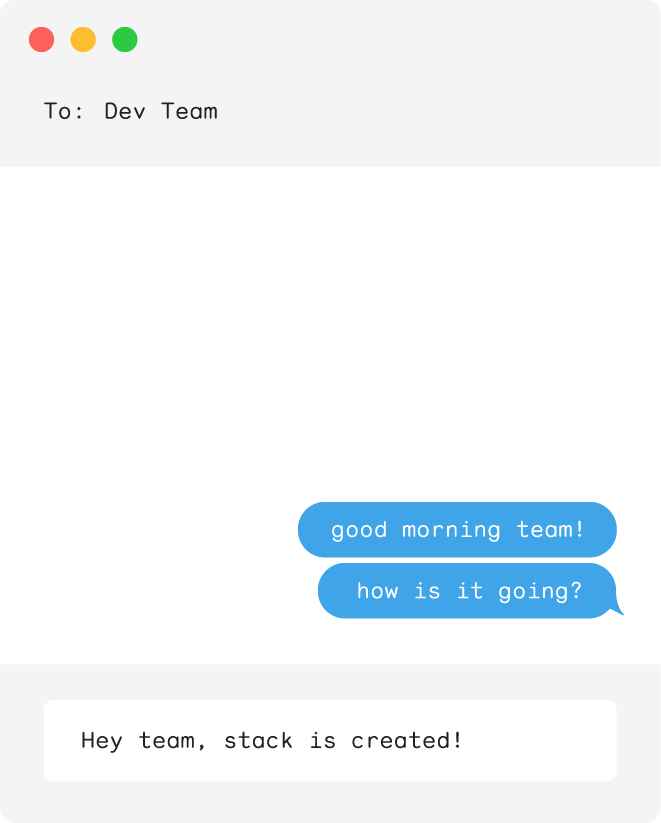 To: Dev Team
good morning team!
how is it going?
Hey team, stack is created!